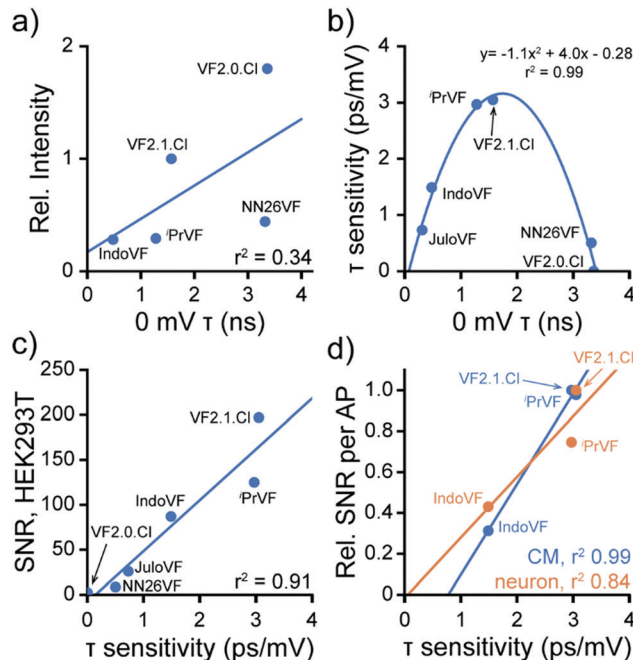 a)
2
1
0
Rel. Intensity
VF2.0.Cl
VF2.1.Cl
NN26VF
IndoVF
ⁱPrVF
r² = 0.34
0 1 2 3 4
0 mV τ (ns)
b)
5
4
3
2
1
0
τ sensitivity (ps/mV)
y= -1.1x² + 4.0x - 0.28
r² = 0.99
ⁱPrVF
VF2.1.Cl
IndoVF
JuloVF
NN26VF
VF2.0.Cl
0 1 2 3 4
0 mV τ (ns)
c)
250
200
150
100
50
0
SNR, HEK293T
VF2.1.Cl
ⁱPrVF
IndoVF
VF2.0.Cl
JuloVF
NN26VF
r² = 0.91
0 1 2 3 4
τ sensitivity (ps/mV)
d)
1.0
0.8
0.6
0.4
0.2
0
Rel. SNR per AP
VF2.1.Cl
VF2.1.Cl
ⁱPrVF
ⁱPrVF
IndoVF
IndoVF
CM, r² 0.99
neuron, r² 0.84
0 1 2 3 4
τ sensitivity (ps/mV)